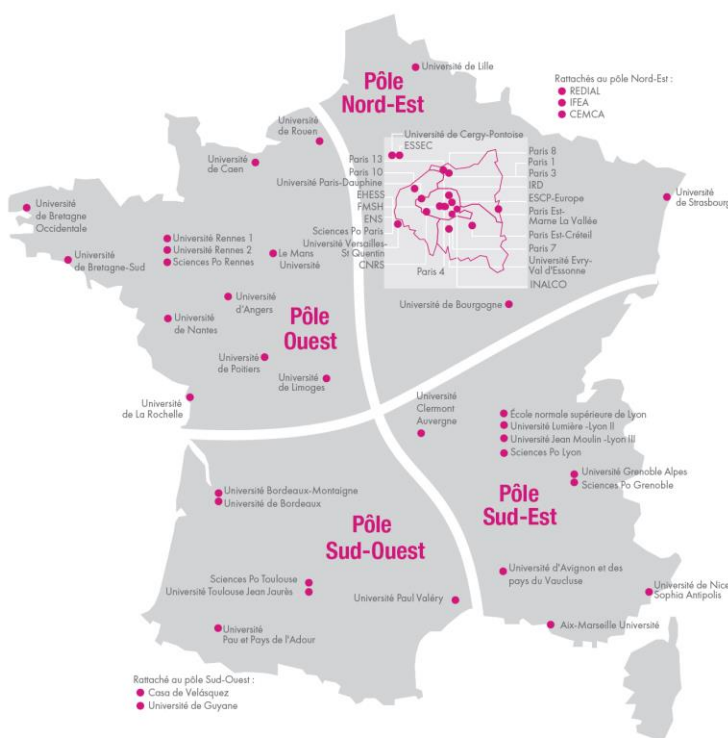 Université de Lille
Pôle
Nord-Est
Rattachés au pôle Nord-Est :
REDIAL
IFEA
CEMCA
Université
de Rouen
Université
de Caen
Université de Cergy-Pontoise
ESSEC
Paris 13
Paris 10
Université Paris-Dauphine
EHESS
FMSH
ENS
Sciences Po Paris
Université Versailles-
St Quentin
CNRS
Paris 4
Paris 8
Paris 1
Paris 3
IRD
ESCP-Europe
Paris Est-
Marne La Vallée
Paris Est-Créteil
Paris 7
Université Evry-
Val d'Essonne
INALCO
Université
de Strasbourg
Université
de Bretagne
Occidentale
Université
de Bretagne-Sud
Université Rennes 1
Université Rennes 2
Sciences Po Rennes
Le Mans
Université
Université
d'Angers
Université
de Nantes
Pôle
Ouest
Université de Bourgogne
Université
de Poitiers
Université
de Limoges
Université
de La Rochelle
Université
Clermont
Auvergne
École normale supérieure de Lyon
Université Lumière -Lyon II
Université Jean Moulin -Lyon III
Sciences Po Lyon
Université Grenoble Alpes
Sciences Po Grenoble
Pôle
Sud-Est
Université Bordeaux-Montaigne
Université de Bordeaux
Pôle
Sud-Ouest
Sciences Po Toulouse
Université Toulouse Jean Jaurès
Université Paul Valéry
Université d'Avignon et des
pays du Vaucluse
Université de Nice
Sophia Antipolis
Aix-Marseille Université
Université
Pau et Pays de l'Adour
Rattaché au pôle Sud-Ouest :
Casa de Velásquez
Université de Guyane